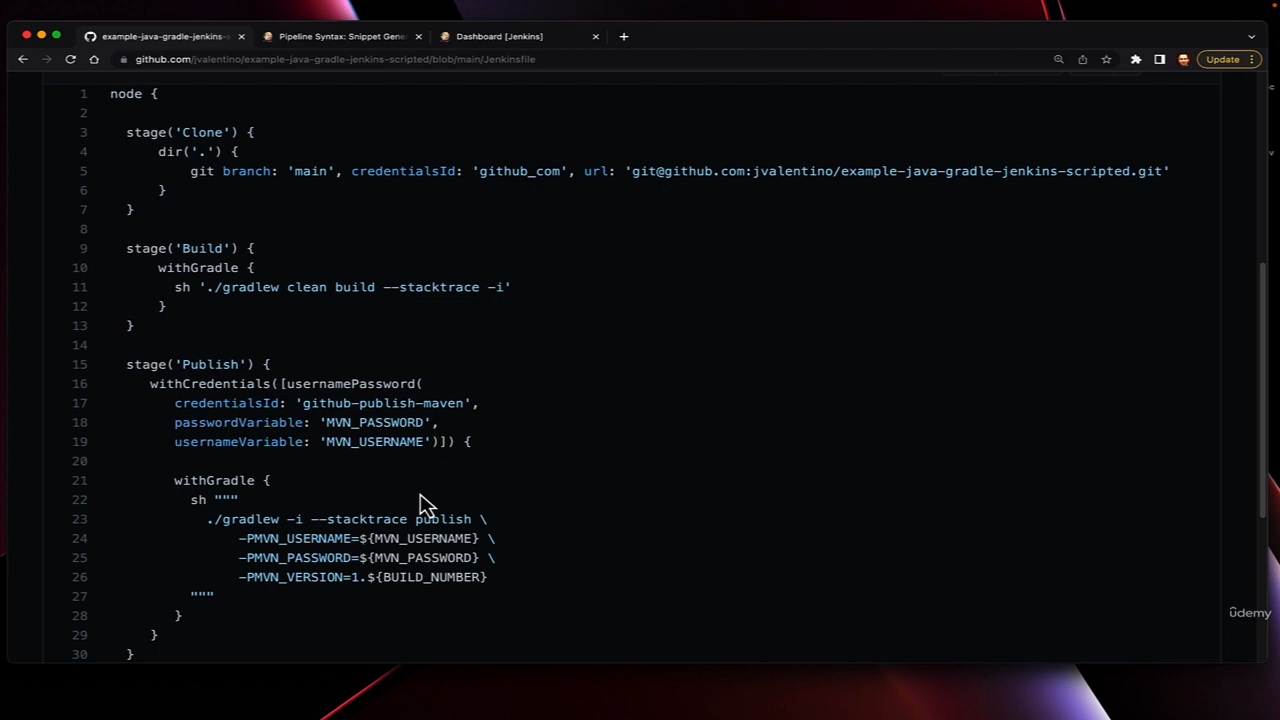 example-java-gradle-jenkins-s
Pipeline Syntax: Snippet Gene
Dashboard [Jenkins]
github.com/jvalentino/example-java-gradle-jenkins-scripted/blob/main/Jenkinsfile
Update
1 node {
2
3 stage('Clone') {
4 dir('.') {
5 git branch: 'main', credentialsId: 'github_com', url: 'git@github.com:jvalentino/example-java-gradle-jenkins-scripted.git'
6 }
7 }
8
9 stage('Build') {
10 withGradle {
11 sh './gradlew clean build --stacktrace -i'
12 }
13 }
14
15 stage('Publish') {
16 withCredentials([usernamePassword(
17 credentialsId: 'github-publish-maven',
18 passwordVariable: 'MVN_PASSWORD',
19 usernameVariable: 'MVN_USERNAME')]) {
20
21 withGradle {
22 sh """
23 ./gradlew -i --stacktrace publish \
24 -PMVN_USERNAME=${MVN_USERNAME} \
25 -PMVN_PASSWORD=${MVN_PASSWORD} \
26 -PMVN_VERSION=1.${BUILD_NUMBER}
27 """
28 }
29 }
30 }
ûdemy